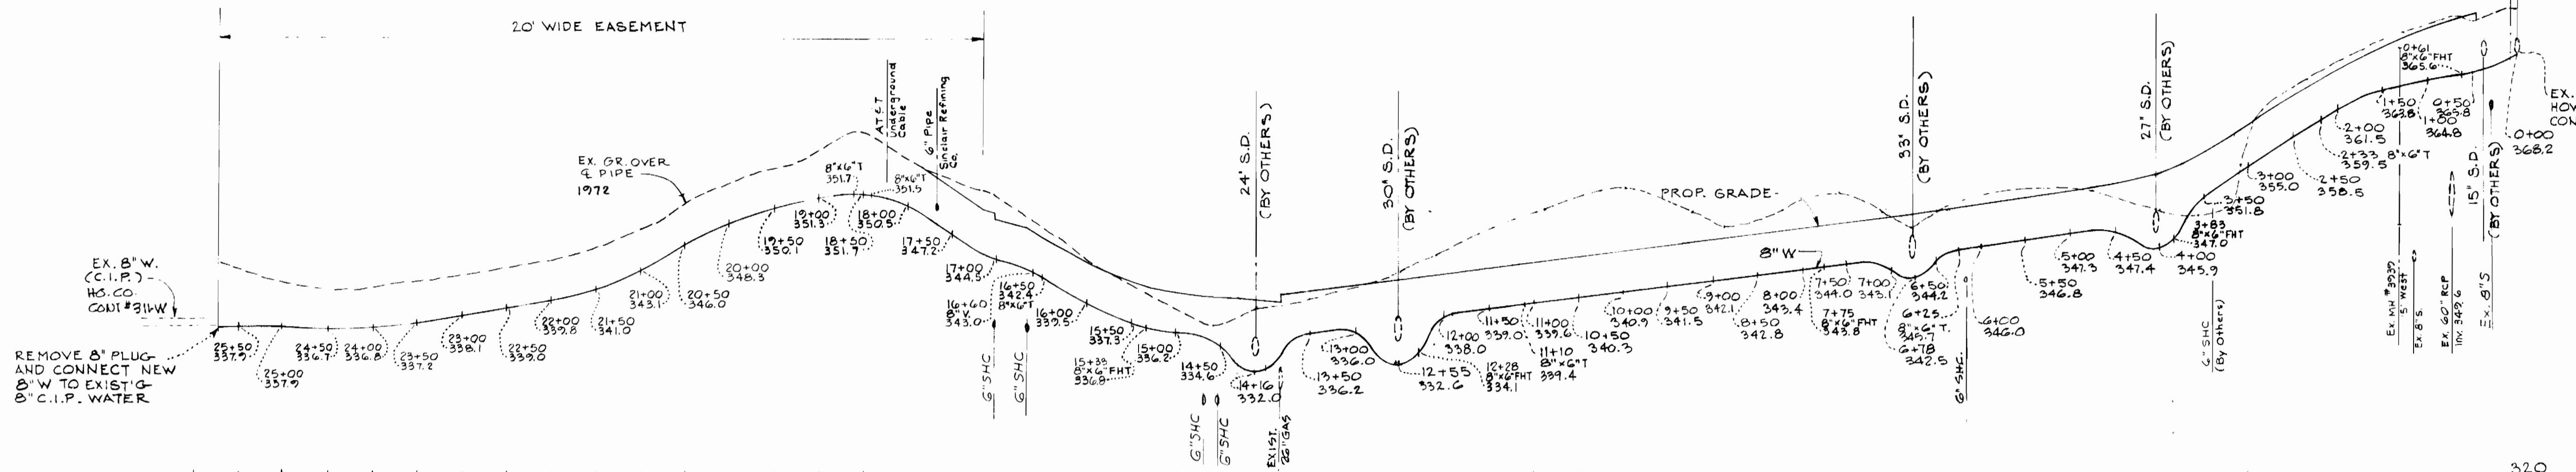 20' WIDE EASEMENT
EX. GR. OVER
℄ PIPE
1972
AT&T
Underground
Cable
6" Pipe
Sinclair Refining
Co.
EX. 8" W.
(C.I.P.)
HO. CO.
CONT #311-W
REMOVE 8" PLUG
AND CONNECT NEW
8" W TO EXIST'G
8" C.I.P. WATER
25+50
337.9
25+00
337.9
24+50
336.7
24+00
336.8
23+50
337.2
23+00
338.1
22+50
339.0
22+00
339.8
21+50
341.0
21+00
343.1
20+50
346.0
20+00
348.3
19+50
350.1
19+00
351.3
8"x6" T
351.7
18+50
351.7
8"x6" T
351.5
18+00
350.5
17+50
347.2
17+00
344.5
16+60
8" V.
343.0
16+50
342.4
8"x6" T
16+00
339.5
15+50
337.3
15+38
8"x6" FHT
336.9
15+00
336.2
14+50
334.6
14+16
332.0
6" SHC
6" SHC
6" SHC
6" SHC
EXIST.
26" GAS
24" S.D.
(BY OTHERS)
13+50
336.2
13+00
336.0
30" S.D.
(BY OTHERS)
12+55
332.6
12+28
8"x6" FHT
334.1
12+00
338.0
11+50
339.0
11+10
8"x6" T
339.4
11+00
339.6
10+50
340.3
10+00
340.9
9+50
341.5
9+00
342.1
8+50
342.8
8+00
343.4
PROP. GRADE
8" W
7+75
8"x6" FHT
343.8
7+50
344.0
7+00
343.1
6+78
342.5
6+50
344.2
6+25
8"x6" T.
345.7
33" S.D.
(BY OTHERS)
6" SHC
6+00
346.0
5+50
346.8
5+00
347.3
4+50
347.4
4+00
345.9
27" S.D.
(BY OTHERS)
6" SHC
(By Others)
3+83
8"x6" FHT
347.0
3+50
351.8
3+00
355.0
2+50
358.5
2+33 8"x6" T
359.5
2+00
361.5
1+50
363.8
1+00
364.8
0+61
8"x6" FHT
365.6
0+50
365.8
0+00
368.2
15" S.D.
(BY OTHERS)
EX. MH #3939
5' West
Ex. 8" S.
Ex. 60" RCP
Inv. 349.6
Ex. 8" S
EX.
HOW
CON
320